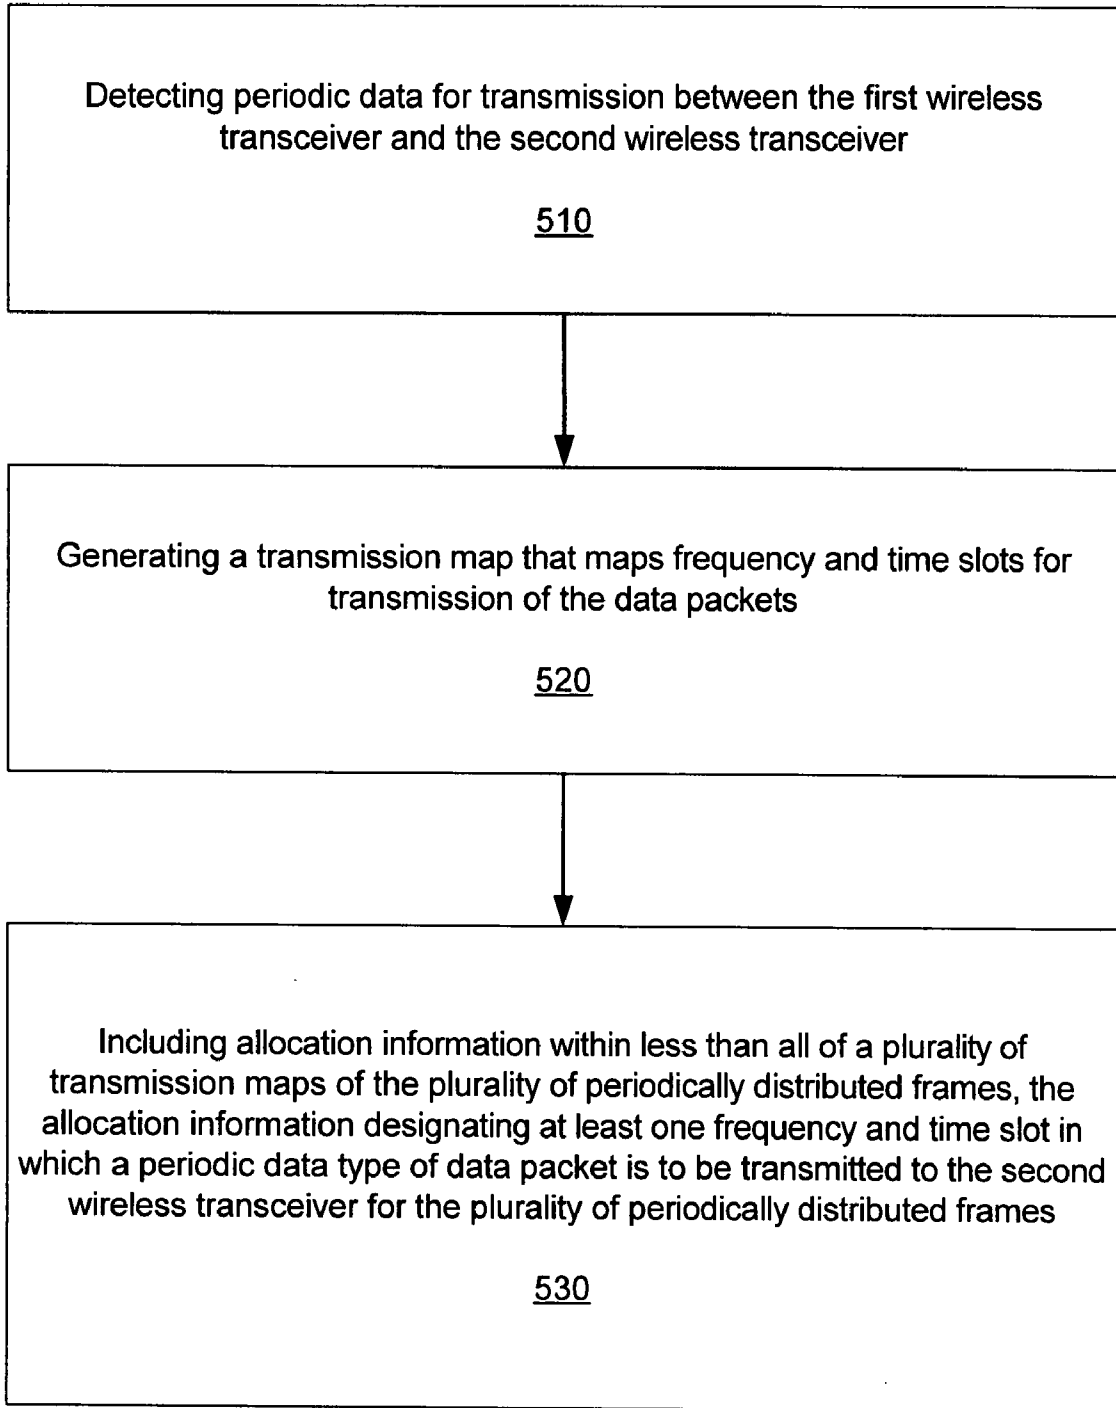 Detecting periodic data for transmission between the first wireless
transceiver and the second wireless transceiver
510
Generating a transmission map that maps frequency and time slots for
transmission of the data packets
520
Including allocation information within less than all of a plurality of
transmission maps of the plurality of periodically distributed frames, the
allocation information designating at least one frequency and time slot in
which a periodic data type of data packet is to be transmitted to the second
wireless transceiver for the plurality of periodically distributed frames
530